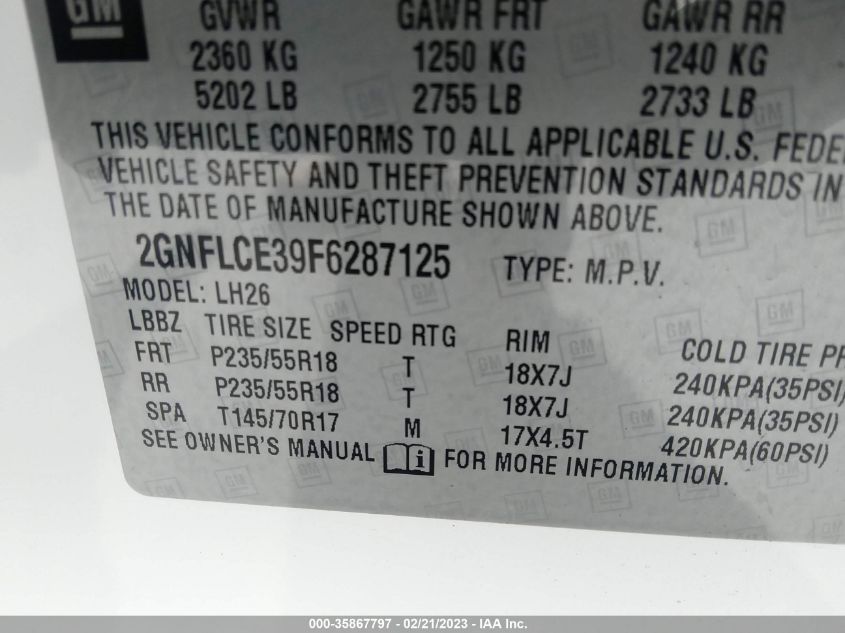 GM
GVWR GAWR FRT GAWR RR
2360 KG 1250 KG 1240 KG
5202 LB 2755 LB 2733 LB
THIS VEHICLE CONFORMS TO ALL APPLICABLE U.S. FEDE
VEHICLE SAFETY AND THEFT PREVENTION STANDARDS IN
THE DATE OF MANUFACTURE SHOWN ABOVE.
2GNFLCE39F6287125 TYPE: M.P.V.
MODEL: LH26
LBBZ TIRE SIZE SPEED RTG RIM COLD TIRE PR
FRT P235/55R18 T 18X7J 240KPA(35PSI)
RR P235/55R18 T 18X7J 240KPA(35PSI)
SPA T145/70R17 M 17X4.5T 420KPA(60PSI)
SEE OWNER'S MANUAL i FOR MORE INFORMATION.
000-35867797 - 02/21/2023 - IAA Inc.